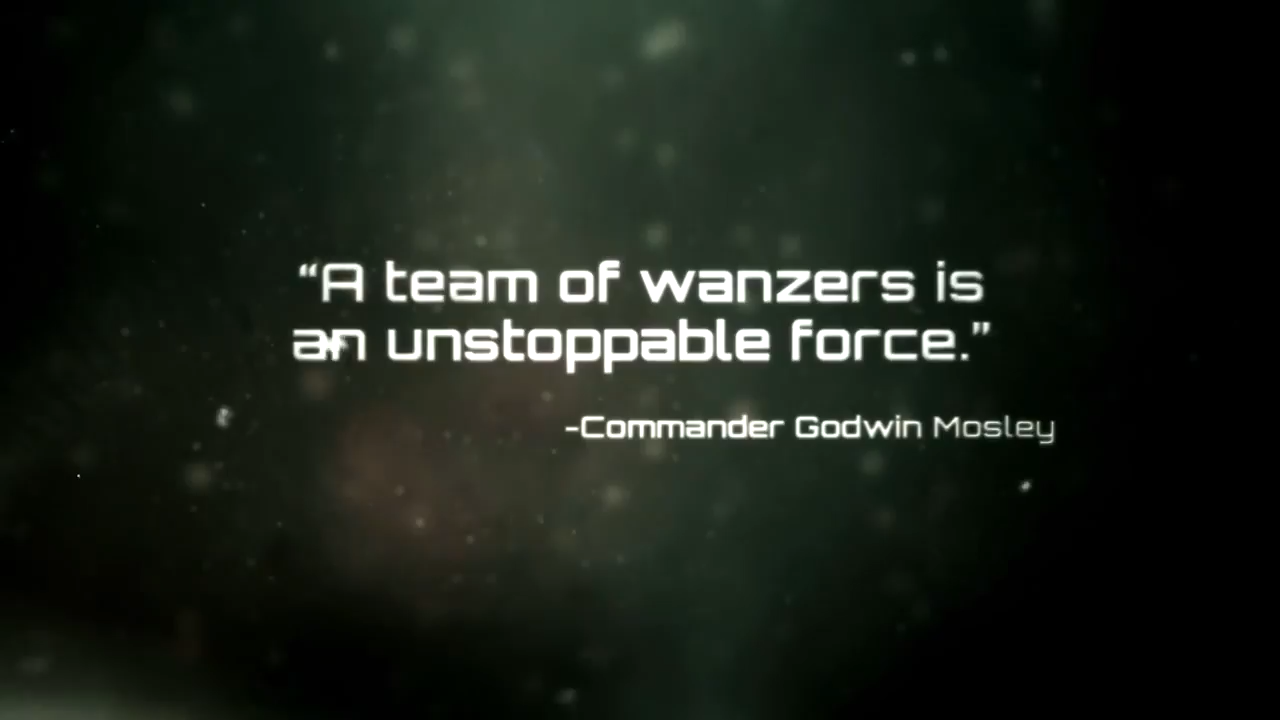 “A team of wanzers is
an unstoppable force.”
-Commander Godwin Mosley